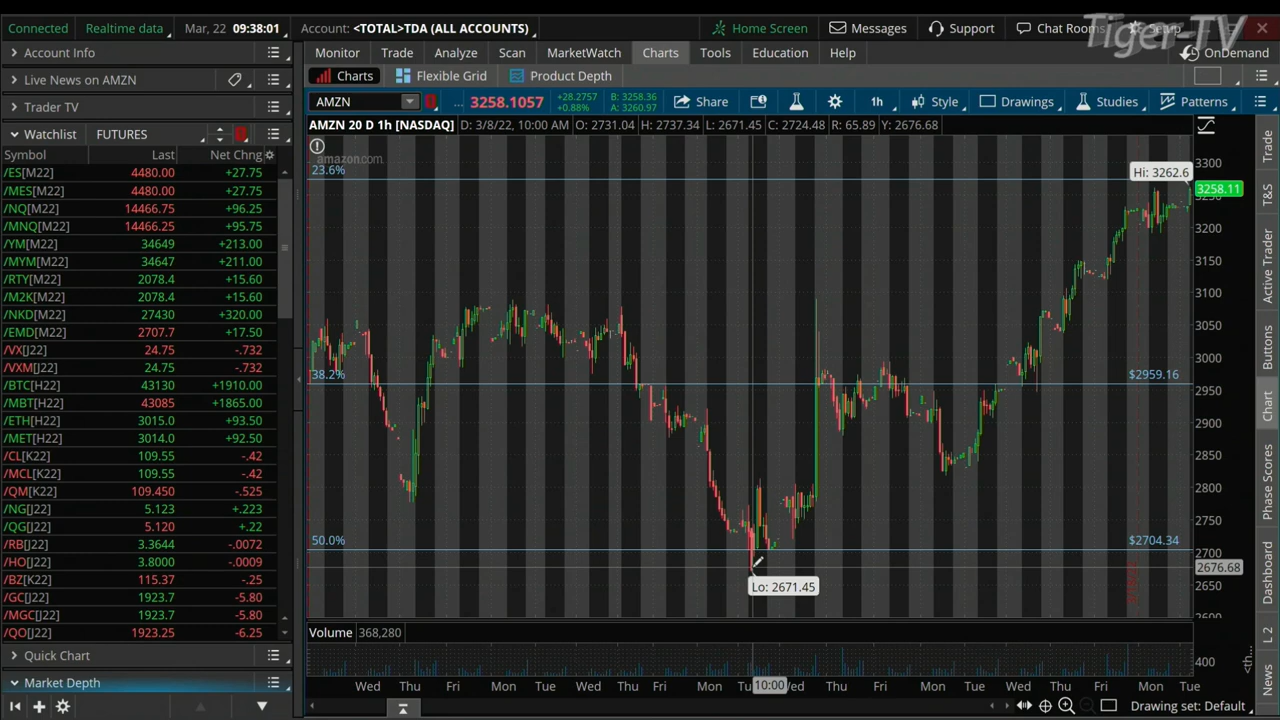 Connected Realtime data Mar, 22 09:38:01 Account: <TOTAL>TDA (ALL ACCOUNTS) Home Screen Messages Support Chat Rooms Setup
Tiger-TV
Account Info
Live News on AMZN
Trader TV
Watchlist FUTURES
Monitor Trade Analyze Scan MarketWatch Charts Tools Education Help OnDemand
Charts Flexible Grid Product Depth
AMZN ... 3258.1057 +28.2757 +0.88% B: 3258.36 A: 3260.97 Share 1h Style Drawings Studies Patterns
AMZN 20 D 1h [NASDAQ] D: 3/8/22, 10:00 AM O: 2731.04 H: 2737.34 L: 2671.45 C: 2724.48 R: 65.89 Y: 2676.68
Symbol Last Net Chng
/ES[M22] 4480.00 +27.75
/MES[M22] 4480.00 +27.75
/NQ[M22] 14466.75 +96.25
/MNQ[M22] 14466.25 +95.75
/YM[M22] 34649 +213.00
/MYM[M22] 34647 +211.00
/RTY[M22] 2078.4 +15.60
/M2K[M22] 2078.4 +15.60
/NKD[M22] 27430 +320.00
/EMD[M22] 2707.7 +17.50
/VX[J22] 24.75 -.732
/VXM[J22] 24.75 -.732
/BTC[H22] 43130 +1910.00
/MBT[H22] 43085 +1865.00
/ETH[H22] 3015.0 +93.50
/MET[H22] 3014.0 +92.50
/CL[K22] 109.55 -.42
/MCL[K22] 109.55 -.42
/QM[K22] 109.450 -.525
/NG[J22] 5.123 +.223
/QG[J22] 5.120 +.22
/RB[J22] 3.3644 -.0072
/HO[J22] 3.8000 -.0009
/BZ[K22] 115.37 -.25
/GC[J22] 1923.7 -5.80
/MGC[J22] 1923.7 -5.80
/QO[J22] 1923.25 -6.25
Quick Chart
Market Depth
amazon.com
23.6%
Hi: 3262.6
38.2% $2959.16
50.0% $2704.34
Lo: 2671.45
3300
3258.11
3200
3150
3100
3050
3000
2950
2900
2850
2800
2750
2700
2676.68
2650
2600
Volume 368,280
400
Wed Thu Fri Mon Tue Wed Thu Fri Mon Tu 10:00 Wed Thu Fri Mon Tue Wed Thu Fri Mon Tue
Drawing set: Default
Trade
T&S
Active Trader
Buttons
Chart
Phase Scores
Dashboard
L 2
News